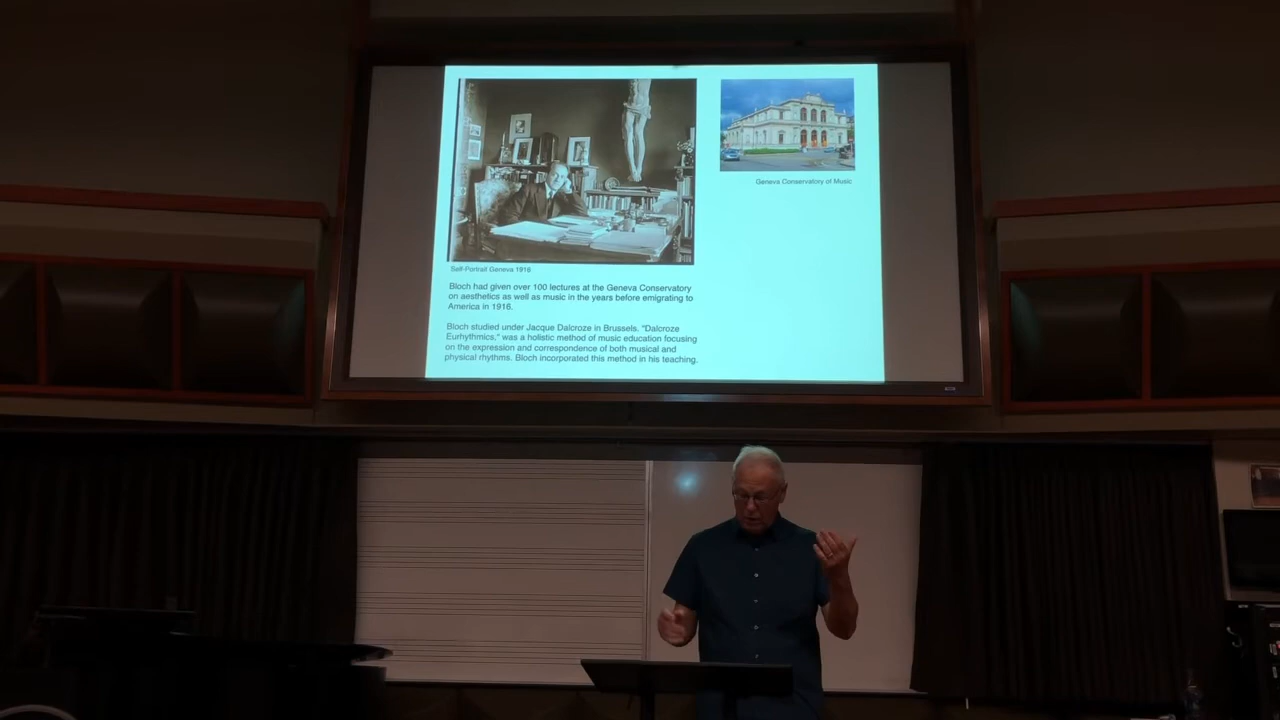 Geneva Conservatory of Music
Self-Portrait Geneva 1916
Bloch had given over 100 lectures at the Geneva Conservatory
on aesthetics as well as music in the years before emigrating to
America in 1916.
Bloch studied under Jacque Dalcroze in Brussels. "Dalcroze
Eurhythmics," was a holistic method of music education focusing
on the expression and correspondence of both musical and
physical rhythms. Bloch incorporated this method in his teaching.